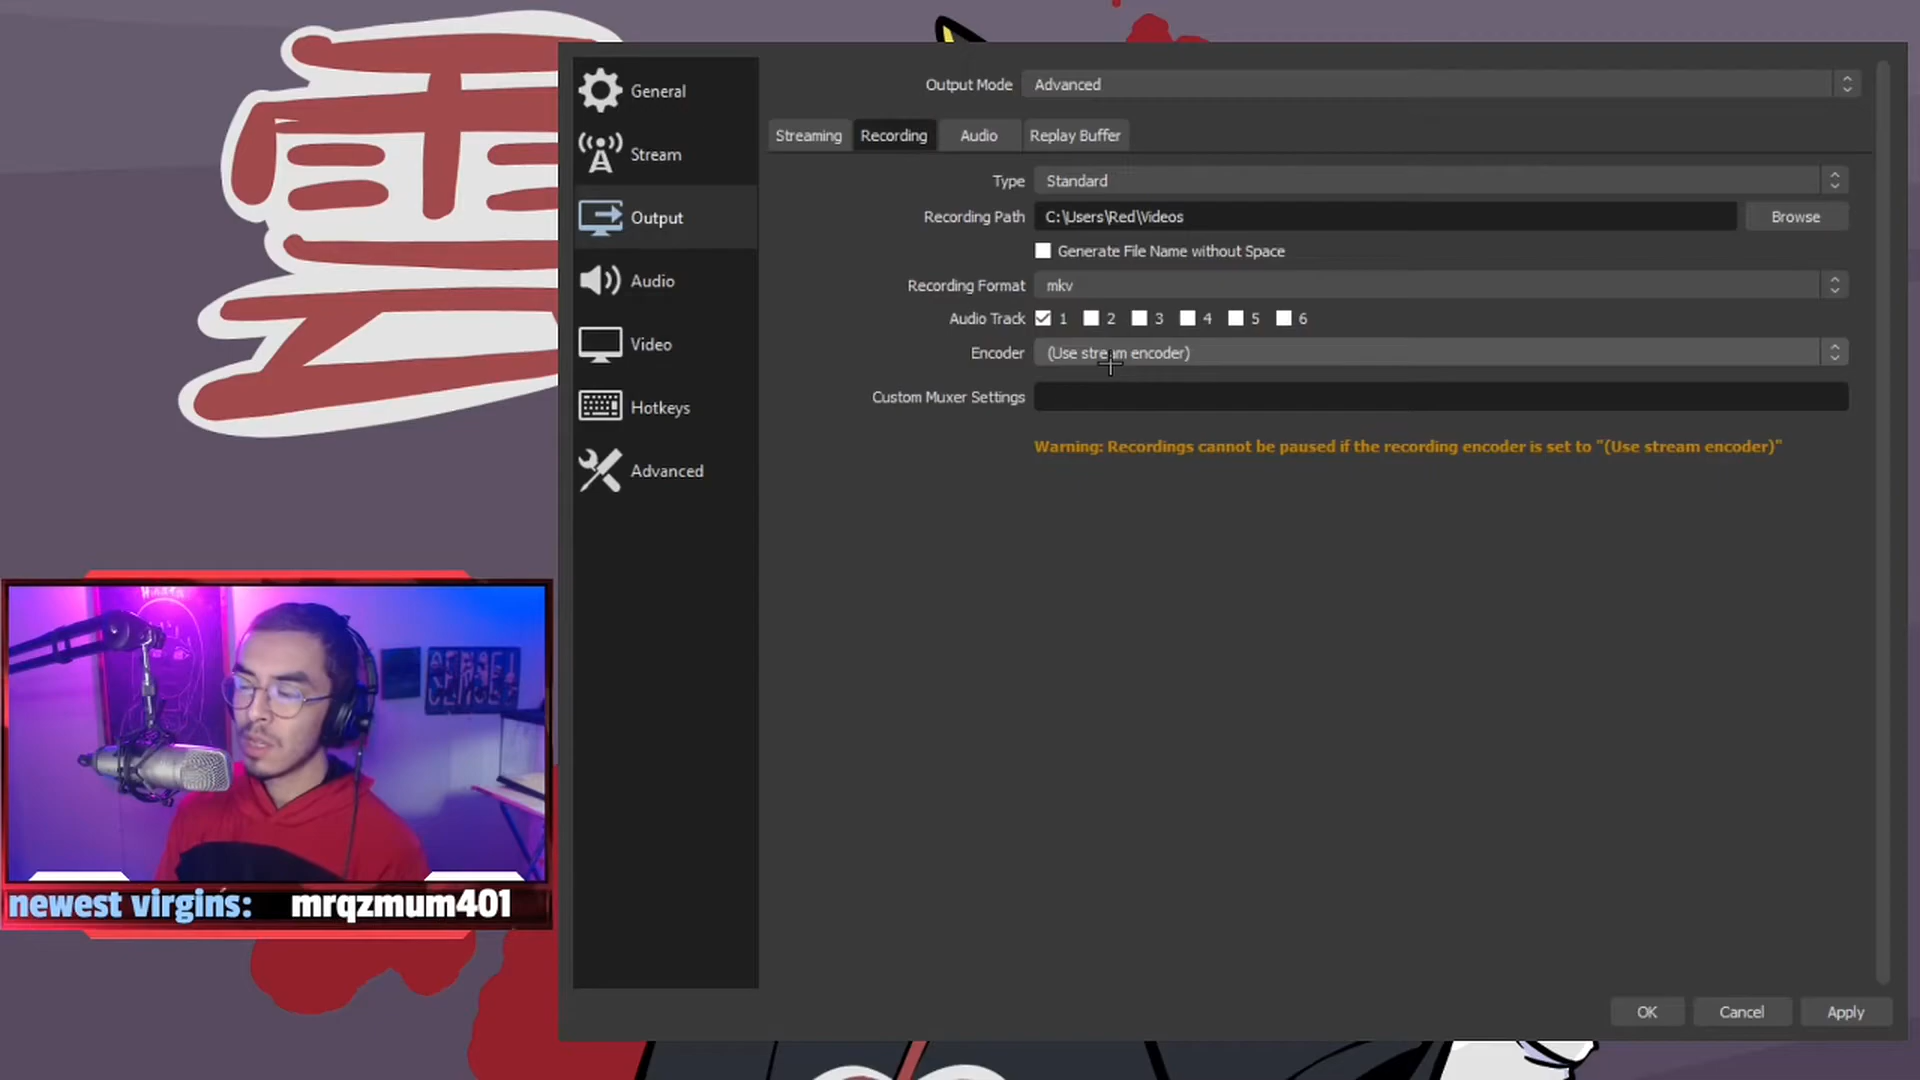 General
Stream
Output
Audio
Video
Hotkeys
Advanced
Output Mode Advanced
Streaming Recording Audio Replay Buffer
Type Standard
Recording Path C:\Users\Red\Videos Browse
Generate File Name without Space
Recording Format mkv
Audio Track 1 2 3 4 5 6
Encoder (Use stream encoder)
Custom Muxer Settings
Warning: Recordings cannot be paused if the recording encoder is set to "(Use stream encoder)"
SENSEI
newest virgins: mrqzmum401
OK Cancel Apply